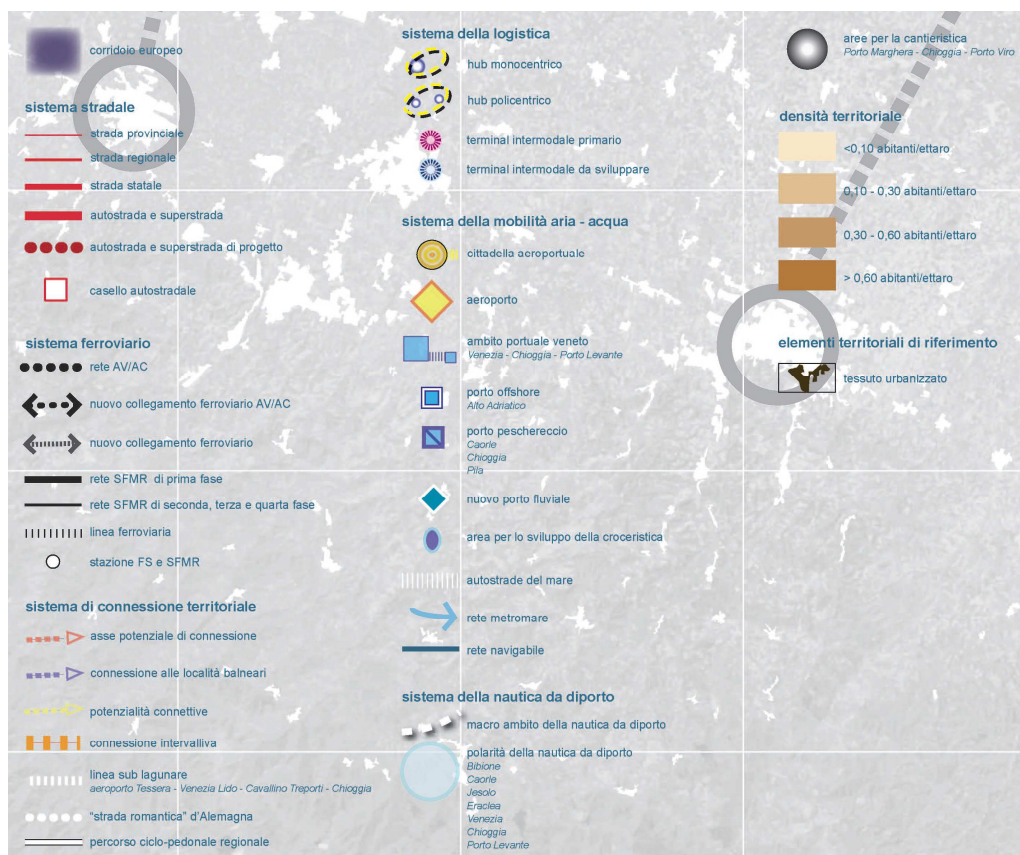 corridoio europeo
sistema stradale
strada provinciale
strada regionale
strada statale
autostrada e superstrada
autostrada e superstrada di progetto
casello autostradale
sistema ferroviario
rete AV/AC
nuovo collegamento ferroviario AV/AC
nuovo collegamento ferroviario
rete SFMR di prima fase
rete SFMR di seconda, terza e quarta fase
linea ferroviaria
stazione FS e SFMR
sistema di connessione territoriale
asse potenziale di connessione
connessione alle località balneari
potenzialità connettive
connessione intervalliva
linea sub lagunare
aeroporto Tessera - Venezia Lido - Cavallino Treporti - Chioggia
"strada romantica" d'Alemagna
percorso ciclo-pedonale regionale
sistema della logistica
hub monocentrico
hub policentrico
terminal intermodale primario
terminal intermodale da sviluppare
sistema della mobilità aria - acqua
cittadella aeroportuale
aeroporto
ambito portuale veneto
Venezia - Chioggia - Porto Levante
porto offshore
Alto Adriatico
porto peschereccio
Caorle
Chioggia
Pila
nuovo porto fluviale
area per lo sviluppo della croceristica
autostrade del mare
rete metromare
rete navigabile
sistema della nautica da diporto
macro ambito della nautica da diporto
polarità della nautica da diporto
Bibione
Caorle
Jesolo
Eraclea
Venezia
Chioggia
Porto Levante
aree per la cantieristica
Porto Marghera - Chioggia - Porto Viro
densità territoriale
<0,10 abitanti/ettaro
0,10 - 0,30 abitanti/ettaro
0,30 - 0,60 abitanti/ettaro
> 0,60 abitanti/ettaro
elementi territoriali di riferimento
tessuto urbanizzato